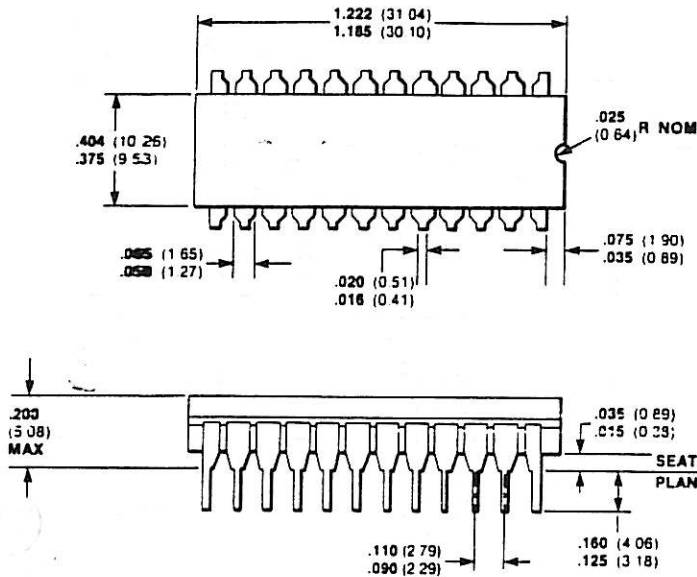 1.222 (31 04)
1.185 (30 10)
.404 (10 26)
.375 (9 53)
.025
(0 64)
R NOM
.065 (1 65)
.050 (1 27)
.020 (0 51)
.016 (0 41)
.075 (1 90)
.035 (0 89)
.200
(5 08)
MAX
.035 (0 89)
.015 (0 38)
SEAT
PLAN
.110 (2 79)
.090 (2 29)
.160 (4 06)
.125 (3 18)